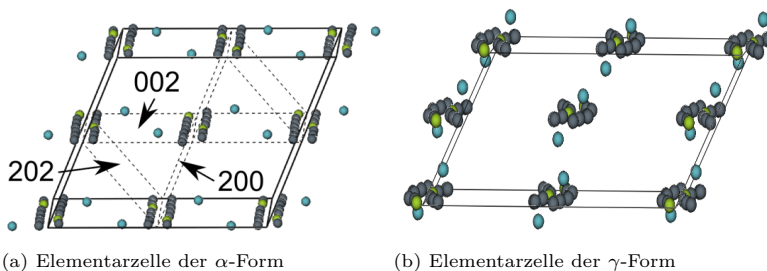 002
202
200
(a) Elementarzelle der α-Form
(b) Elementarzelle der γ-Form